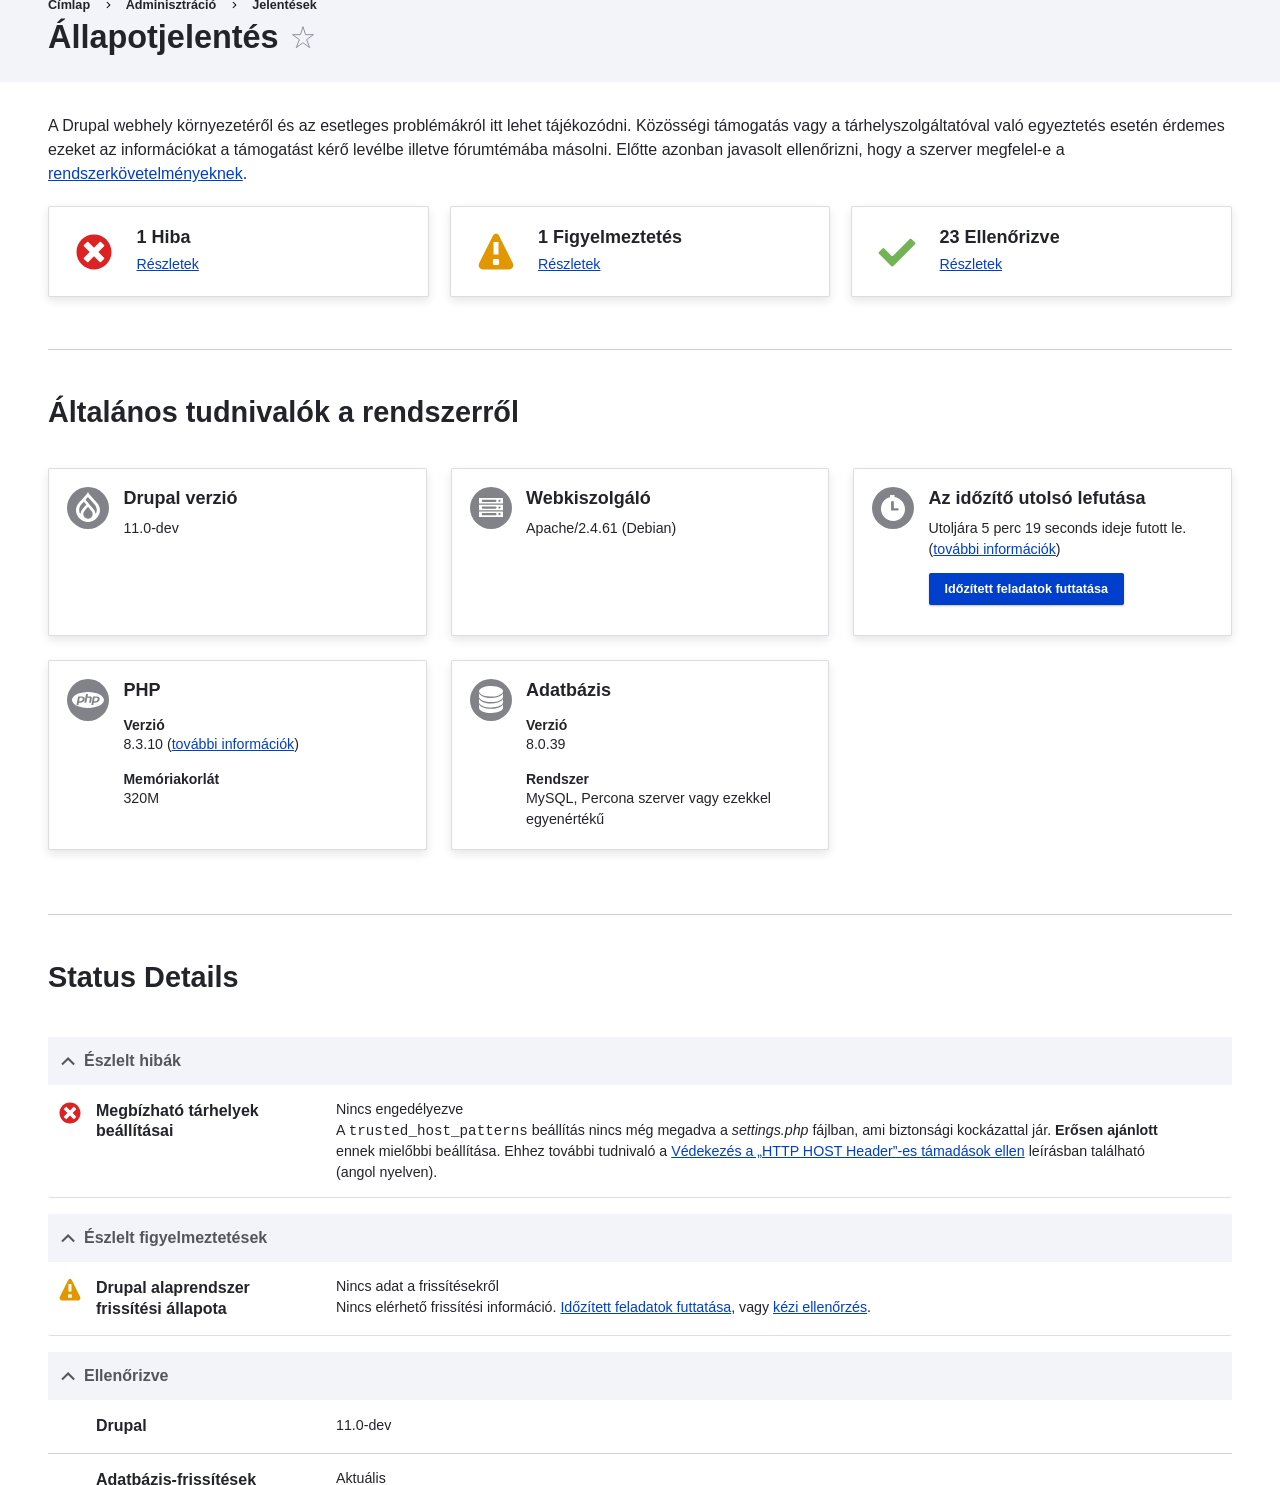 Címlap > Adminisztráció > Jelentések
Állapotjelentés
A Drupal webhely környezetéről és az esetleges problémákról itt lehet tájékozódni. Közösségi támogatás vagy a tárhelyszolgáltatóval való egyeztetés esetén érdemes
ezeket az információkat a támogatást kérő levélbe illetve fórumtémába másolni. Előtte azonban javasolt ellenőrizni, hogy a szerver megfelel-e a
rendszerkövetelményeknek.
1 Hiba
Részletek
1 Figyelmeztetés
Részletek
23 Ellenőrizve
Részletek
Általános tudnivalók a rendszerről
Drupal verzió
11.0-dev
Webkiszolgáló
Apache/2.4.61 (Debian)
Az időzítő utolsó lefutása
Utoljára 5 perc 19 seconds ideje futott le.
(további információk)
Időzített feladatok futtatása
php
PHP
Verzió
8.3.10 (további információk)
Memóriakorlát
320M
Adatbázis
Verzió
8.0.39
Rendszer
MySQL, Percona szerver vagy ezekkel
egyenértékű
Status Details
Észlelt hibák
Megbízható tárhelyek
beállításai
Nincs engedélyezve
A trusted_host_patterns beállítás nincs még megadva a settings.php fájlban, ami biztonsági kockázattal jár. Erősen ajánlott
ennek mielőbbi beállítása. Ehhez további tudnivaló a Védekezés a „HTTP HOST Header”-es támadások ellen leírásban található
(angol nyelven).
Észlelt figyelmeztetések
Drupal alaprendszer
frissítési állapota
Nincs adat a frissítésekről
Nincs elérhető frissítési információ. Időzített feladatok futtatása, vagy kézi ellenőrzés.
Ellenőrizve
Drupal
11.0-dev
Adatbázis-frissítések
Aktuális